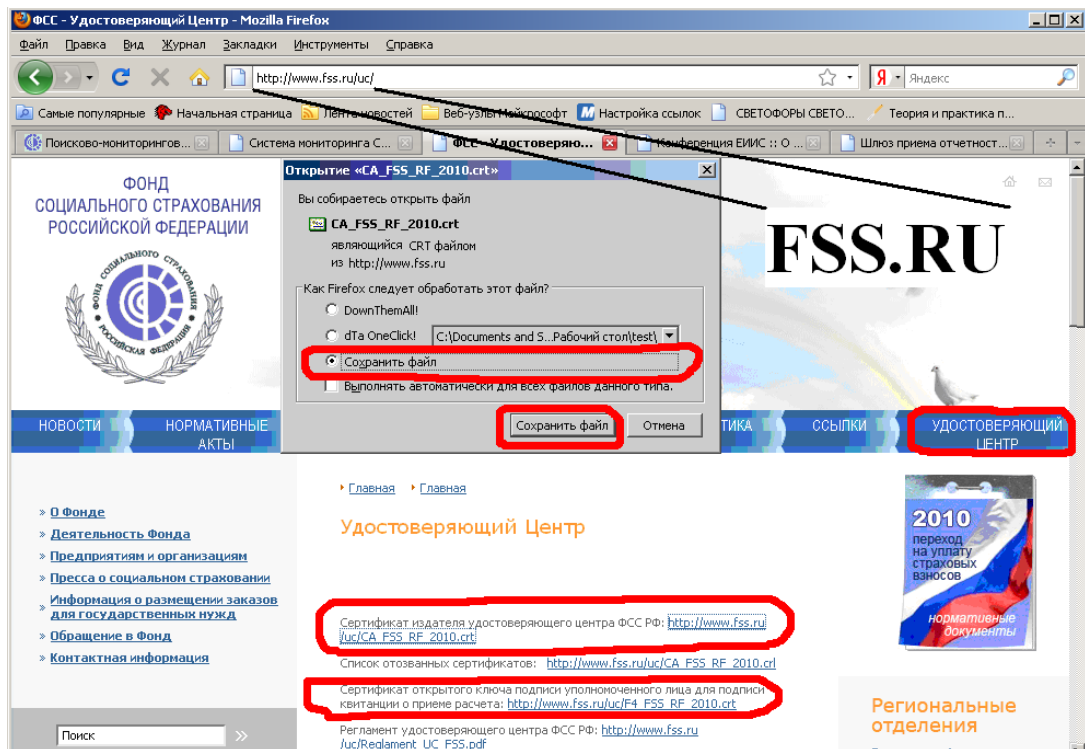 ФСС - Удостоверяющий Центр - Mozilla Firefox
Файл Правка Вид Журнал Закладки Инструменты Справка
http://www.fss.ru/uc/
Яндекс
Самые популярные Начальная страница Лента новостей Веб-узлы Майкрософт Настройка ссылок СВЕТОФОРЫ СВЕТО... Теория и практика п...
Поисково-мониторингов... Система мониторинга С... ФСС - Удостоверяю... Конференция ЕИИС :: О ... Шлюз приема отчетност...
ФОНД
СОЦИАЛЬНОГО СТРАХОВАНИЯ
РОССИЙСКОЙ ФЕДЕРАЦИИ
ФОНД СОЦИАЛЬНОГО СТРАХОВАНИЯ
РОССИЙСКАЯ ФЕДЕРАЦИЯ
Открытие «CA_FSS_RF_2010.crt»
Вы собираетесь открыть файл
CA_FSS_RF_2010.crt
являющийся CRT файлом
из http://www.fss.ru
Как Firefox следует обработать этот файл?
DownThemAll!
dTa OneClick! C:\Documents and S...Рабочий стол\test\
Сохранить файл
Выполнять автоматически для всех файлов данного типа.
Сохранить файл Отмена
FSS.RU
НОВОСТИ
НОРМАТИВНЫЕ
АКТЫ
ТИКА
ССЫЛКИ
УДОСТОВЕРЯЮЩИЙ
ЦЕНТР
» О Фонде
» Деятельность Фонда
» Предприятиям и организациям
» Пресса о социальном страховании
» Информация о размещении заказов
для государственных нужд
» Обращение в Фонд
» Контактная информация
Поиск »
Главная Главная
Удостоверяющий Центр
Сертификат издателя удостоверяющего центра ФСС РФ: http://www.fss.ru
/uc/CA_FSS_RF_2010.crt
Список отозванных сертификатов: http://www.fss.ru/uc/CA_FSS_RF_2010.crl
Сертификат открытого ключа подписи уполномоченного лица для подписи
квитанции о приеме расчета: http://www.fss.ru/uc/F4_FSS_RF_2010.crt
Регламент удостоверяющего центра ФСС РФ: http://www.fss.ru
/uc/Reglament_UC_FSS.pdf
2010
переход
на уплату
страховых
взносов
нормативные
документы
Региональные
отделения